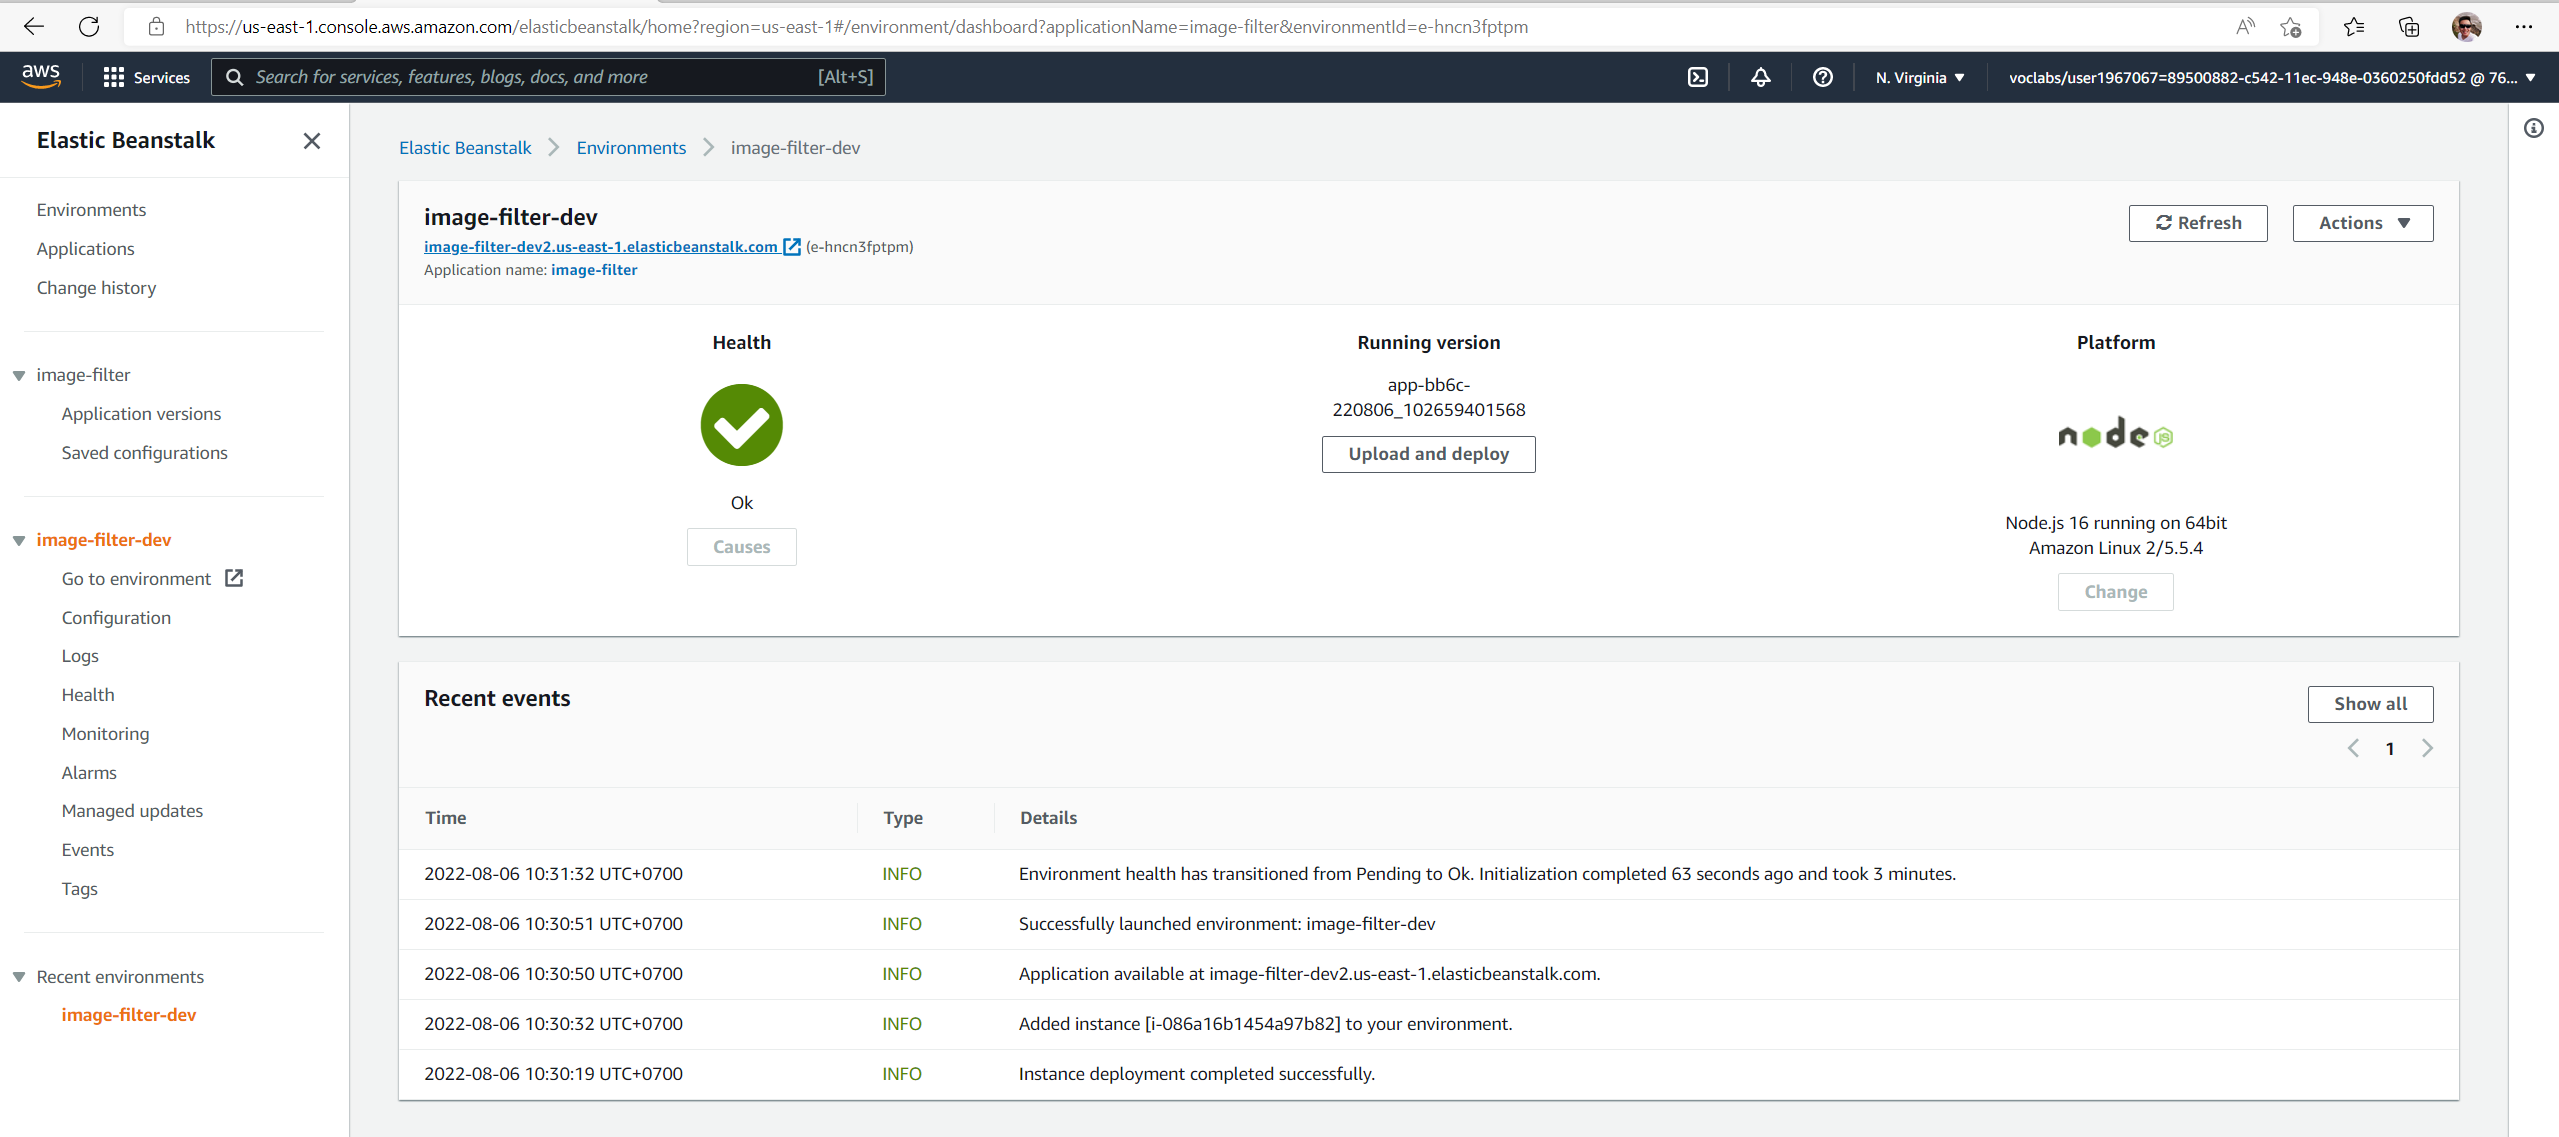 https://us-east-1.console.aws.amazon.com/elasticbeanstalk/home?region=us-east-1#/environment/dashboard?applicationName=image-filter&environmentId=e-hncn3fptpm
aws
Services
Search for services, features, blogs, docs, and more
[Alt+S]
N. Virginia
voclabs/user1967067=89500882-c542-11ec-948e-0360250fdd52 @ 76...
Elastic Beanstalk
Environments
Applications
Change history
image-filter
Application versions
Saved configurations
image-filter-dev
Go to environment
Configuration
Logs
Health
Monitoring
Alarms
Managed updates
Events
Tags
Recent environments
image-filter-dev
Elastic Beanstalk > Environments > image-filter-dev
image-filter-dev
image-filter-dev2.us-east-1.elasticbeanstalk.com (e-hncn3fptpm)
Application name: image-filter
Refresh
Actions
Health
Ok
Causes
Running version
app-bb6c-
220806_102659401568
Upload and deploy
Platform
node JS
Node.js 16 running on 64bit
Amazon Linux 2/5.5.4
Change
Recent events
Show all
1
Time Type Details
2022-08-06 10:31:32 UTC+0700 INFO Environment health has transitioned from Pending to Ok. Initialization completed 63 seconds ago and took 3 minutes.
2022-08-06 10:30:51 UTC+0700 INFO Successfully launched environment: image-filter-dev
2022-08-06 10:30:50 UTC+0700 INFO Application available at image-filter-dev2.us-east-1.elasticbeanstalk.com.
2022-08-06 10:30:32 UTC+0700 INFO Added instance [i-086a16b1454a97b82] to your environment.
2022-08-06 10:30:19 UTC+0700 INFO Instance deployment completed successfully.